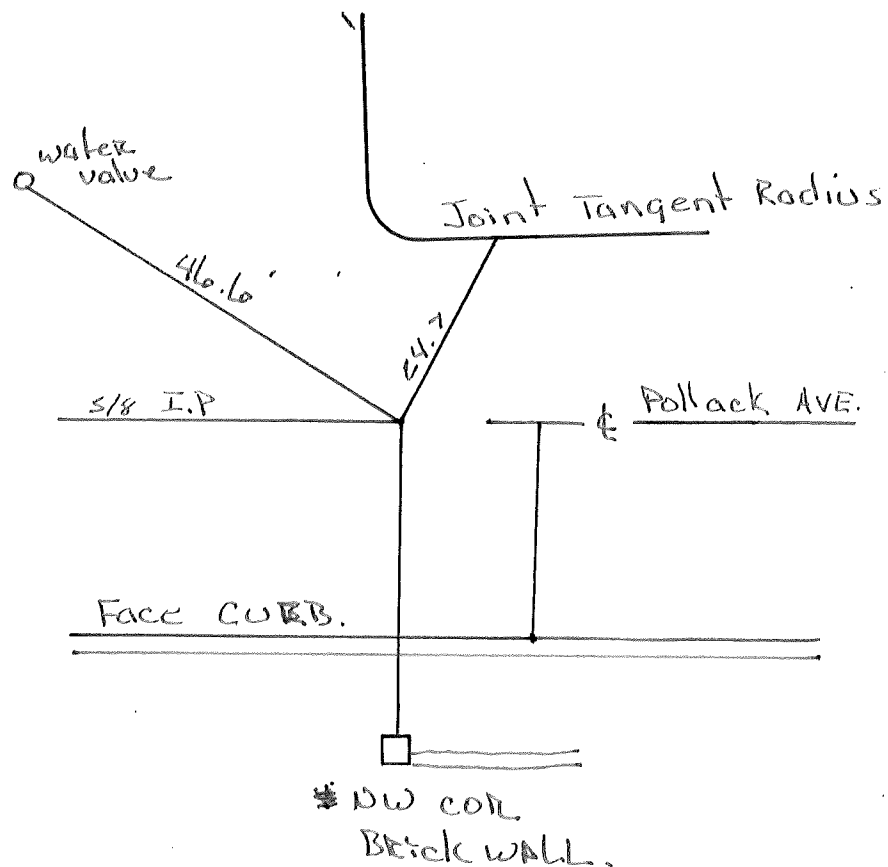 water
value
Joint Tangent Radius
46.6'
24.7
5/8 I.P
℄ Pollack AVE.
Face CURB.
NW COR
BRICK WALL.